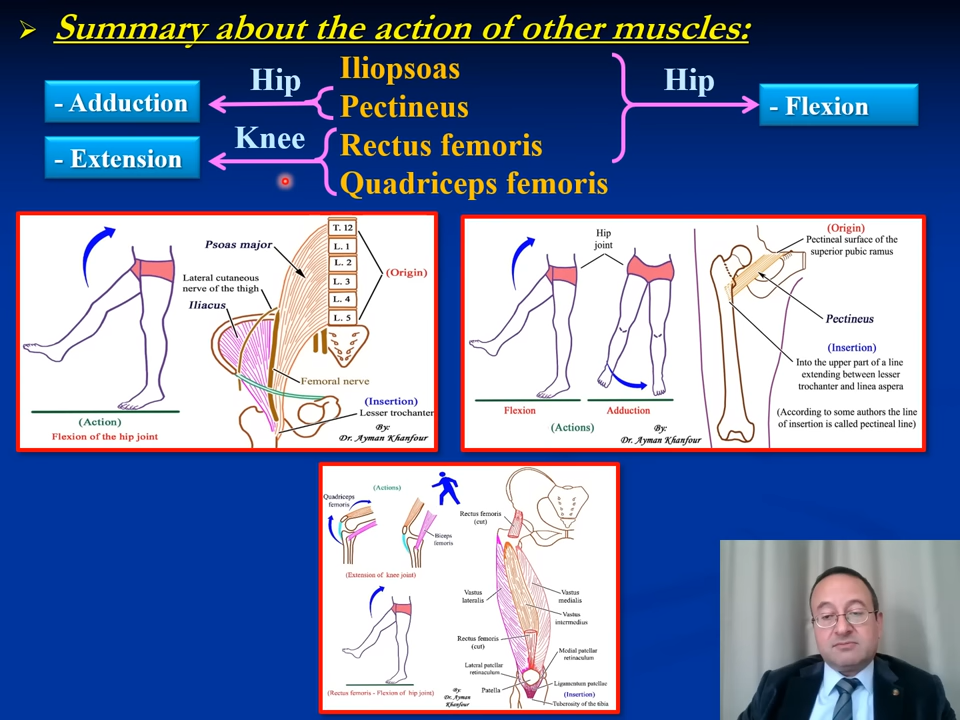 Summary about the action of other muscles:
Hip
Iliopsoas
Hip
- Adduction
Pectineus
- Flexion
Knee
Rectus femoris
- Extension
Quadriceps femoris
Psoas major
T. 12
L. 1
L. 2
L. 3
L. 4
L. 5
(Origin)
Lateral cutaneous
nerve of the thigh
Iliacus
Femoral nerve
(Insertion)
Lesser trochanter
(Action)
Flexion of the hip joint
By:
Dr. Ayman Khanfour
Hip
joint
(Origin)
Pectineal surface of the
superior pubic ramus
Pectineus
(Insertion)
Into the upper part of a line
extending between lesser
trochanter and linea aspera
(According to some authors the line
of insertion is called pectineal line)
Flexion
Adduction
(Actions)
By:
Dr. Ayman Khanfour
(Actions)
Quadriceps
femoris
Biceps
femoris
(Extension of knee joint)
Rectus femoris
(cut)
Vastus
lateralis
Vastus
medialis
Vastus
intermedius
Rectus femoris
(cut)
Medial patellar
retinaculum
Lateral patellar
retinaculum
Ligamentum patellae
Patella
(Insertion)
Tuberosity of the tibia
(Rectus femoris - Flexion of hip joint)
By:
Dr. Ayman
Khanfour